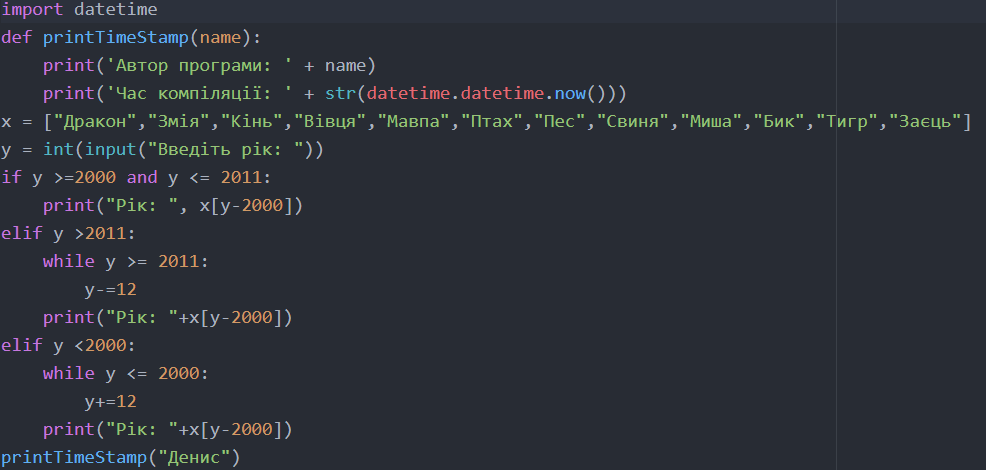 import datetime
def printTimeStamp(name):
    print('Автор програми: ' + name)
    print('Час компіляції: ' + str(datetime.datetime.now()))
x = ["Дракон","Змія","Кінь","Вівця","Мавпа","Птах","Пес","Свиня","Миша","Бик","Тигр","Заєць"]
y = int(input("Введіть рік: "))
if y >=2000 and y <= 2011:
    print("Рік: ", x[y-2000])
elif y >2011:
    while y >= 2011:
        y-=12
    print("Рік: "+x[y-2000])
elif y <2000:
    while y <= 2000:
        y+=12
    print("Рік: "+x[y-2000])
printTimeStamp("Денис")